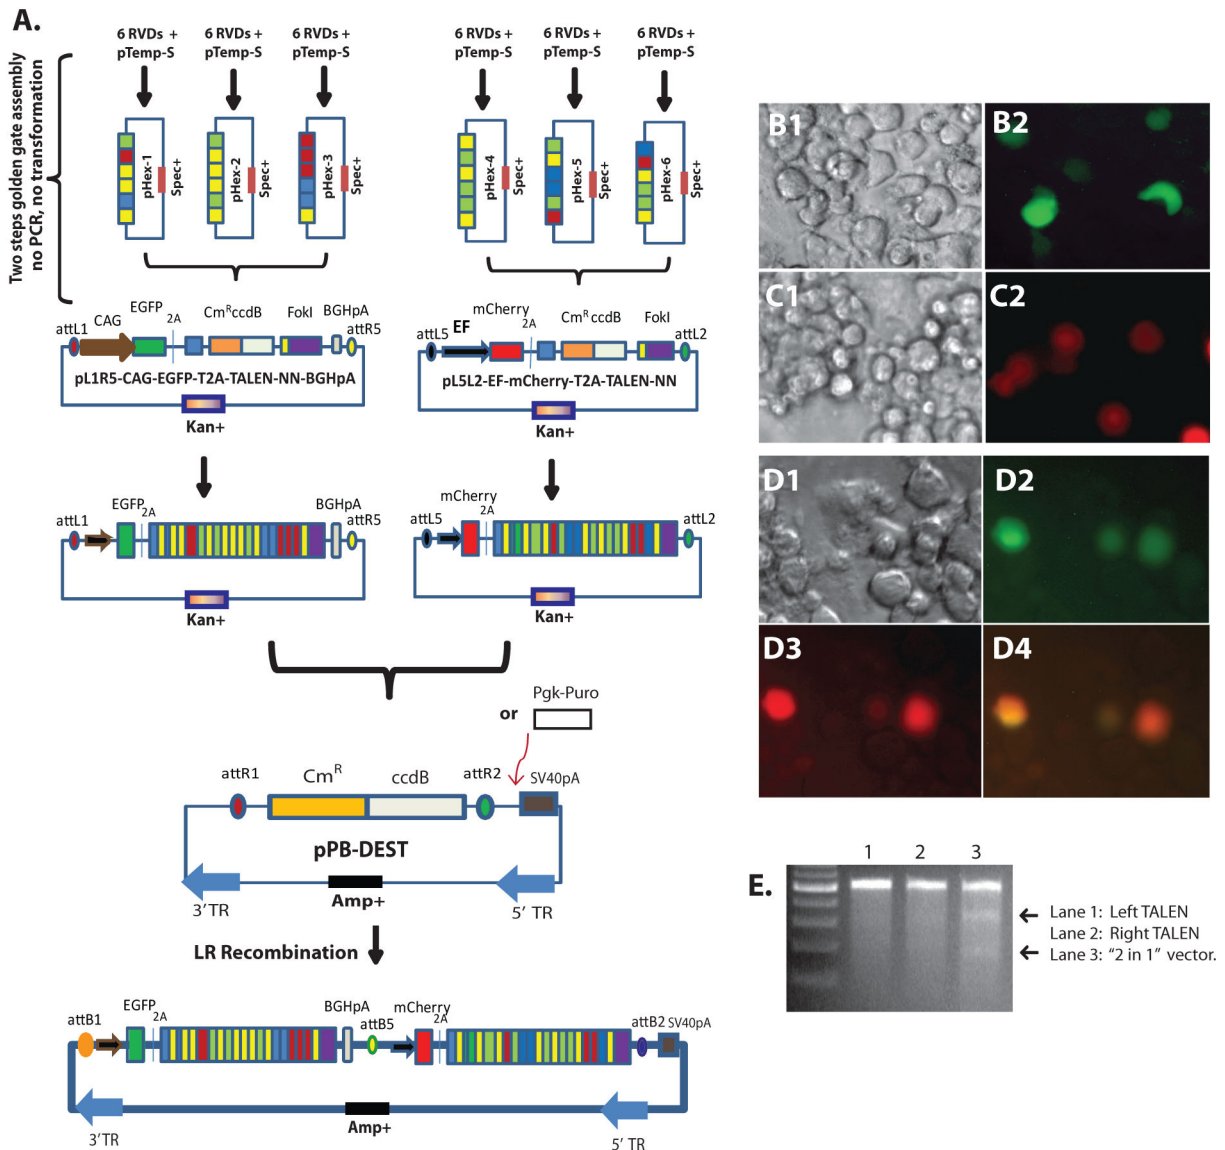 A.
Two steps golden gate assembly
no PCR, no transformation
6 RVDs +
pTemp-S
6 RVDs +
pTemp-S
6 RVDs +
pTemp-S
6 RVDs +
pTemp-S
6 RVDs +
pTemp-S
6 RVDs +
pTemp-S
pHex-1
Spec+
pHex-2
Spec+
pHex-3
Spec+
pHex-4
Spec+
pHex-5
Spec+
pHex-6
Spec+
attL1
CAG
EGFP
2A
CmR ccdB
FokI
BGHpA
attR5
pL1R5-CAG-EGFP-T2A-TALEN-NN-BGHpA
Kan+
attL5
EF
mCherry
2A
CmR ccdB
FokI
attL2
pL5L2-EF-mCherry-T2A-TALEN-NN
Kan+
attL1
EGFP
2A
BGHpA
attR5
Kan+
attL5
mCherry
2A
attL2
Kan+
or
Pgk-Puro
attR1
CmR
ccdB
attR2
SV40pA
pPB-DEST
3'TR
Amp+
5' TR
LR Recombination
attB1
EGFP
2A
BGHpA
attB5
mCherry
2A
attB2
SV40pA
3'TR
Amp+
5' TR
B1
B2
C1
C2
D1
D2
D3
D4
E.
1 2 3
Lane 1: Left TALEN
Lane 2: Right TALEN
Lane 3: “2 in 1” vector.